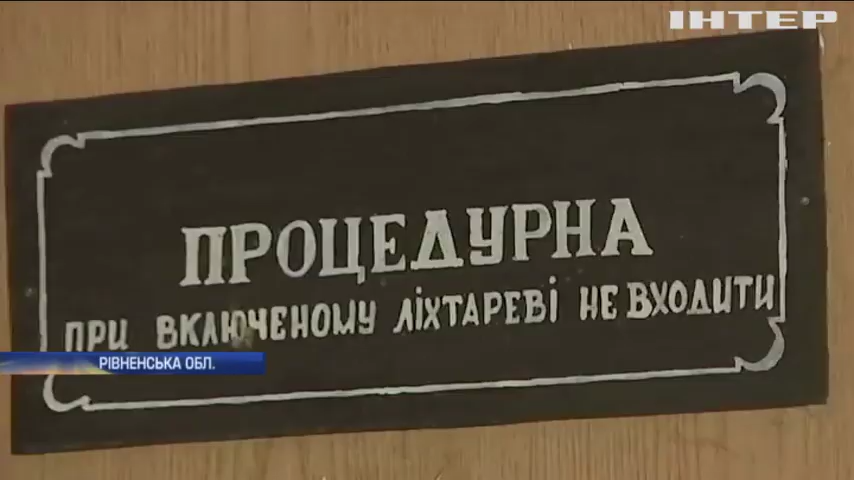 ІНТЕР
ПРОЦЕДУРНА
ПРИ ВКЛЮЧЕНОМУ ЛІХТАРЕВІ НЕ ВХОДИТИ
РІВНЕНСЬКА ОБЛ.